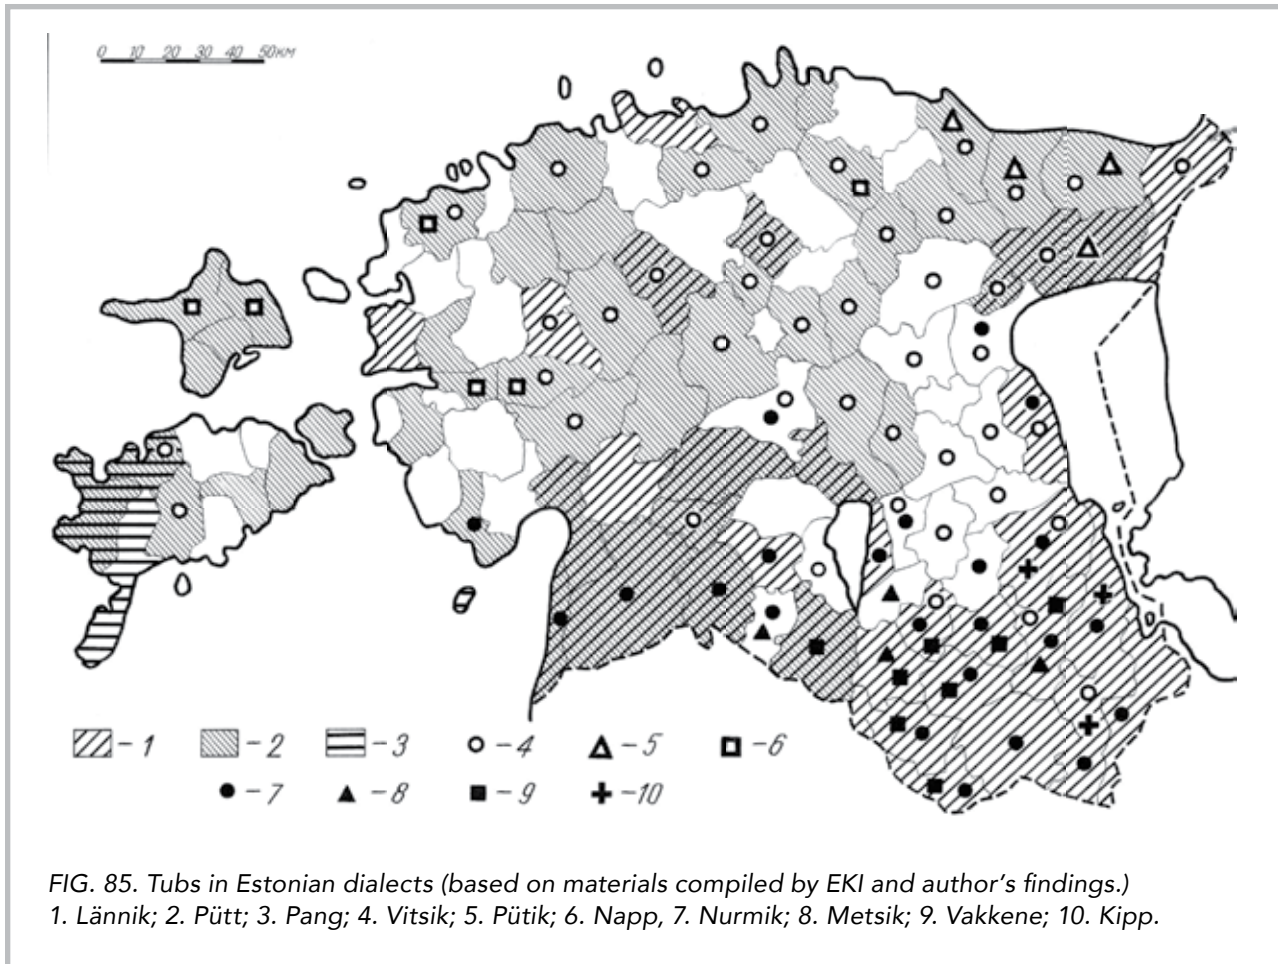 0 10 20 30 40 50км
-1 -2 -3 -4 -5 -6
-7 -8 -9 -10
FIG. 85. Tubs in Estonian dialects (based on materials compiled by EKI and author's findings.)
1. Lännik; 2. Pütt; 3. Pang; 4. Vitsik; 5. Pütik; 6. Napp, 7. Nurmik; 8. Metsik; 9. Vakkene; 10. Kipp.